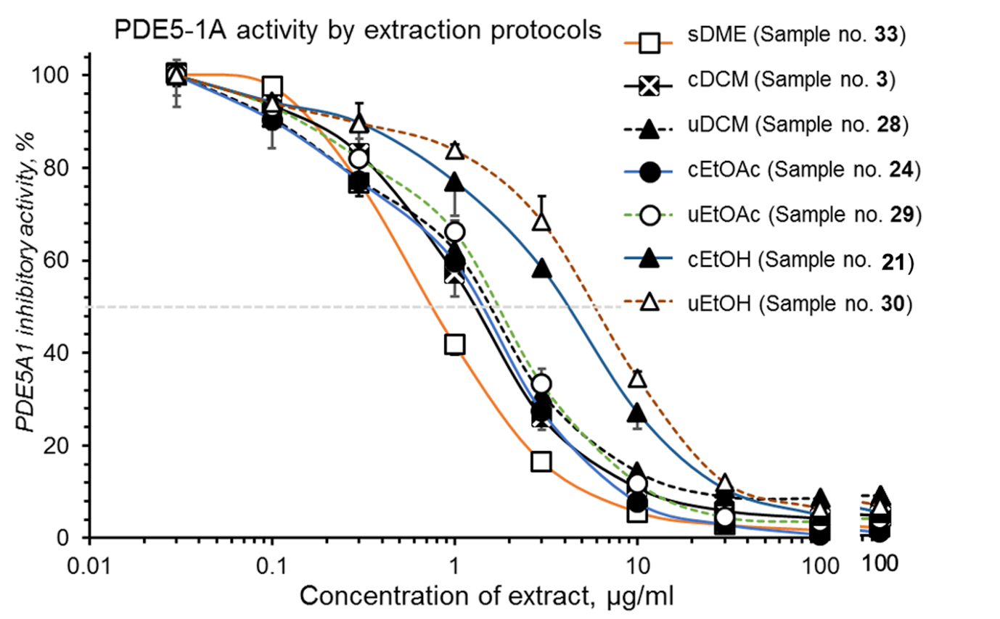 PDE5-1A activity by extraction protocols
sDME (Sample no. 33)
cDCM (Sample no. 3)
uDCM (Sample no. 28)
cEtOAc (Sample no. 24)
uEtOAc (Sample no. 29)
cEtOH (Sample no. 21)
uEtOH (Sample no. 30)
PDE5A1 inhibitory activity, %
100
80
60
40
20
0
0.01 0.1 1 10 100 100
Concentration of extract, µg/ml